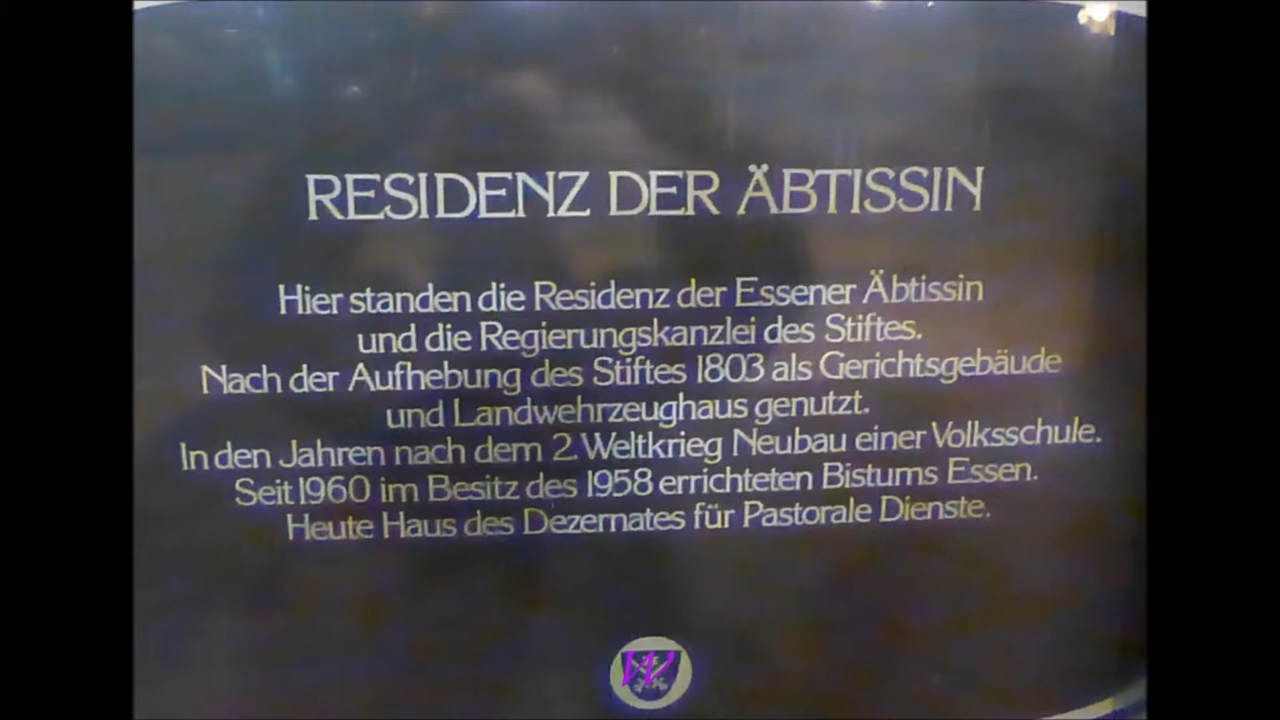 RESIDENZ DER ÄBTISSIN
Hier standen die Residenz der Essener Äbtissin
und die Regierungskanzlei des Stiftes.
Nach der Aufhebung des Stiftes 1803 als Gerichtsgebäude
und Landwehrzeughaus genutzt.
In den Jahren nach dem 2. Weltkrieg Neubau einer Volksschule.
Seit 1960 im Besitz des 1958 errichteten Bistums Essen.
Heute Haus des Dezernates für Pastorale Dienste.
W